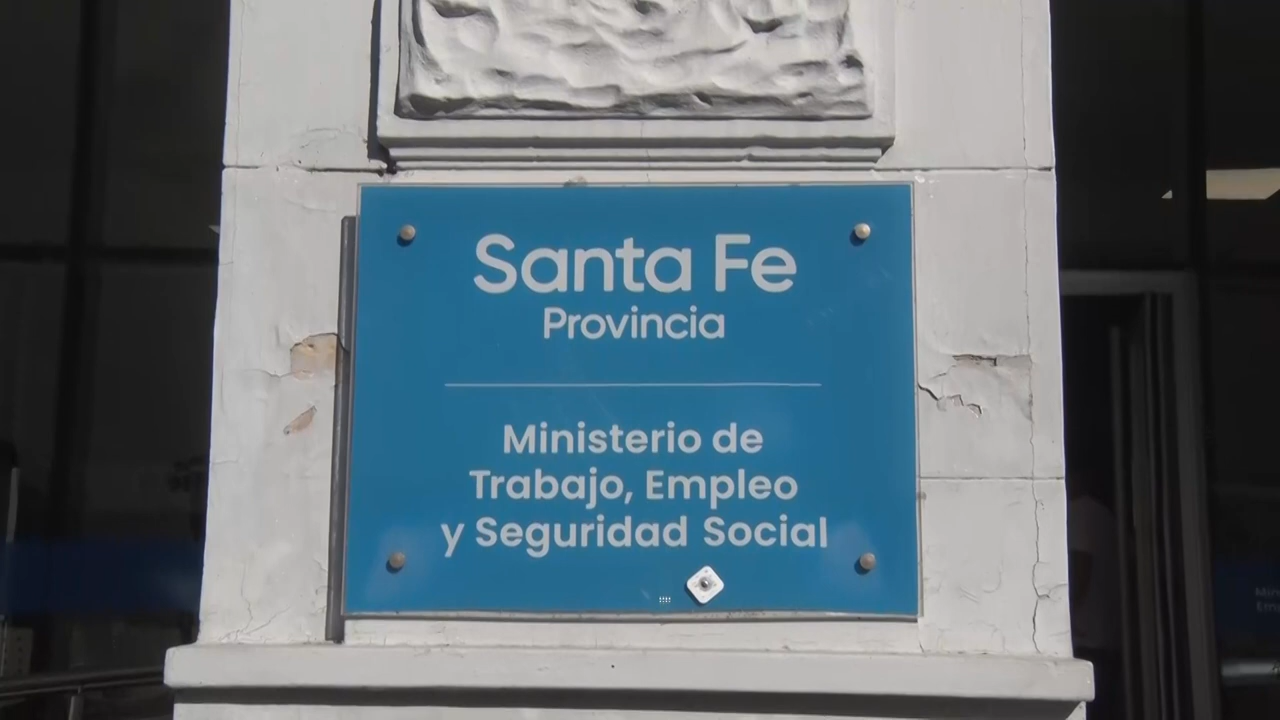 Santa Fe
Provincia
Ministerio de
Trabajo, Empleo
y Seguridad Social